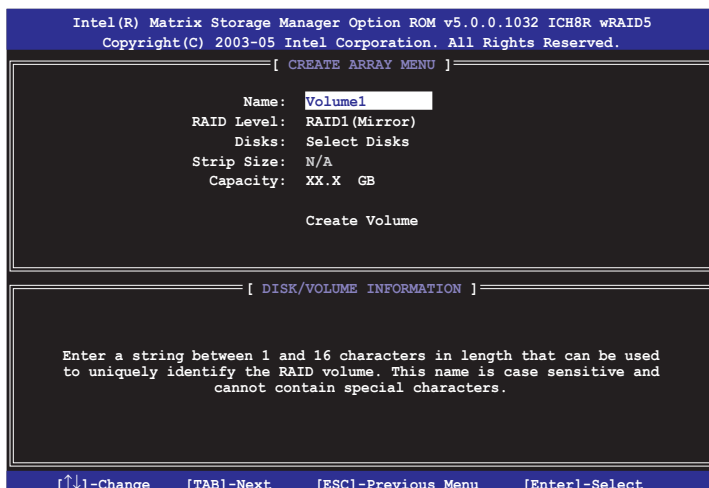 Intel(R) Matrix Storage Manager Option ROM v5.0.0.1032 ICH8R wRAID5
Copyright(C) 2003-05 Intel Corporation. All Rights Reserved.
[ CREATE ARRAY MENU ]
Name: Volume1
RAID Level: RAID1(Mirror)
Disks: Select Disks
Strip Size: N/A
Capacity: XX.X GB
Create Volume
[ DISK/VOLUME INFORMATION ]
Enter a string between 1 and 16 characters in length that can be used
to uniquely identify the RAID volume. This name is case sensitive and
cannot contain special characters.
[↑↓]-Change [TAB]-Next [ESC]-Previous Menu [Enter]-Select